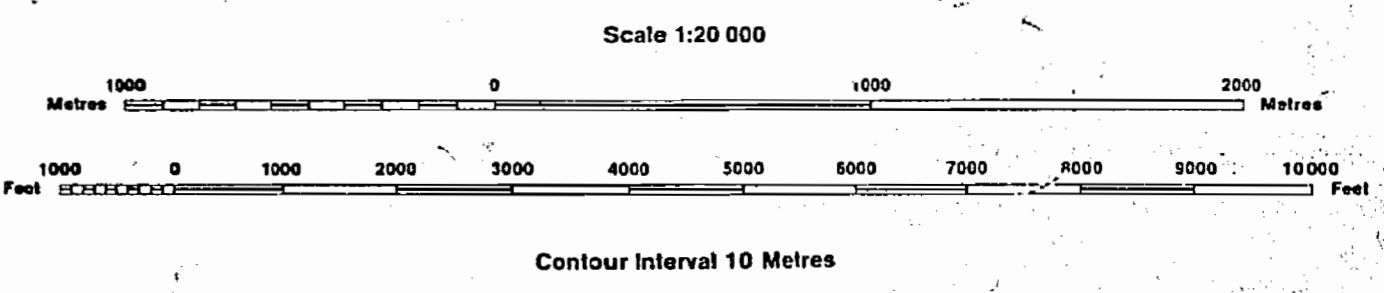 Scale 1:20 000
1000 0 1000 2000
Metres Metres
1000 0 1000 2000 3000 4000 5000 6000 7000 8000 9000 10000
Feet Feet
Contour Interval 10 Metres